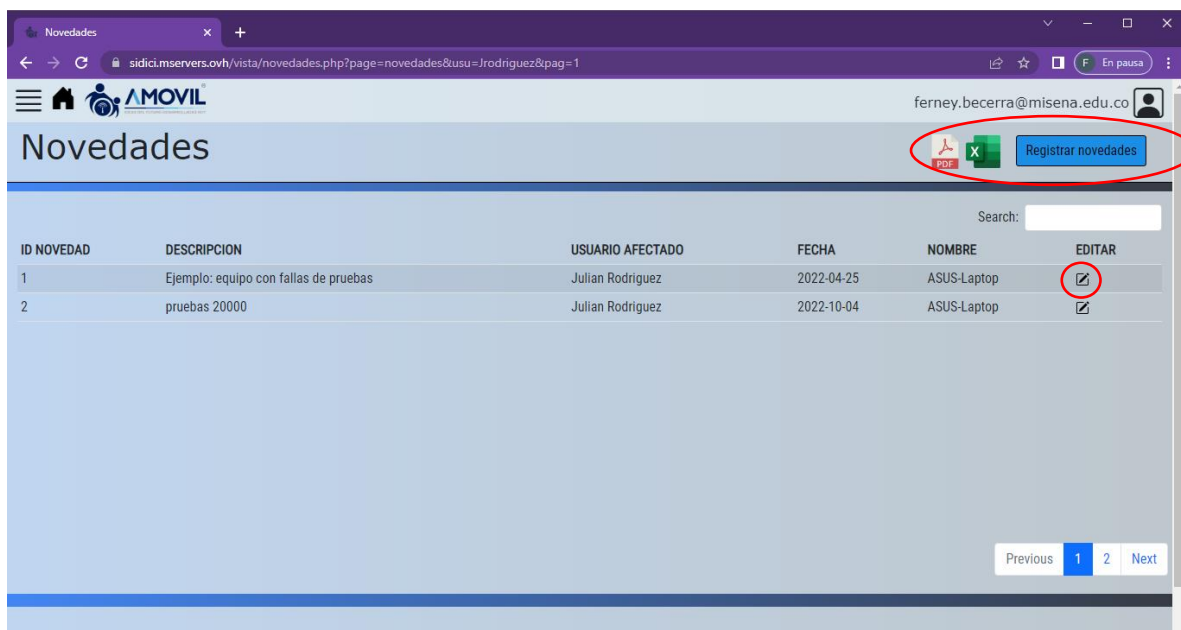 Novedades
sidici.mservers.ovh/vista/novedades.php?page=novedades&usu=Jrodriguez&pag=1
F En pausa
AMOVIL
ferney.becerra@misena.edu.co
Novedades
PDF
X
Registrar novedades
Search:
ID NOVEDAD DESCRIPCION USUARIO AFECTADO FECHA NOMBRE EDITAR
1 Ejemplo: equipo con fallas de pruebas Julian Rodriguez 2022-04-25 ASUS-Laptop
2 pruebas 20000 Julian Rodriguez 2022-10-04 ASUS-Laptop
Previous 1 2 Next